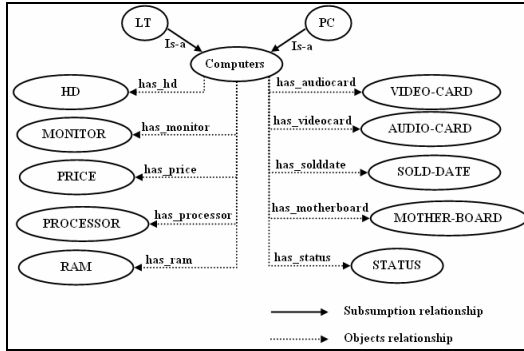 LT
PC
Is-a
Is-a
Computers
HD
has_hd
has_audiocard
VIDEO-CARD
MONITOR
has_monitor
has_videocard
AUDIO-CARD
PRICE
has_price
has_solddate
SOLD-DATE
PROCESSOR
has_processor
has_motherboard
MOTHER-BOARD
RAM
has_ram
has_status
STATUS
Subsumption relationship
Objects relationship